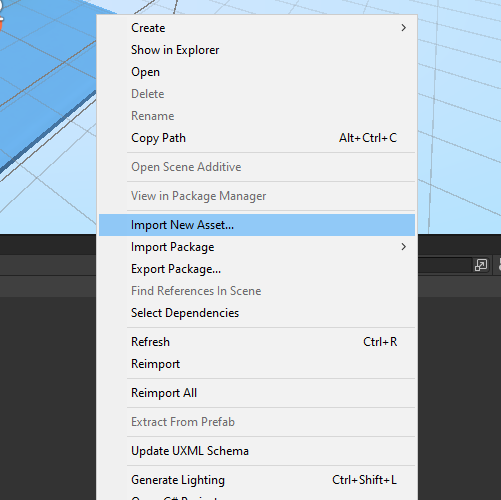 Create
Show in Explorer
Open
Delete
Rename
Copy Path Alt+Ctrl+C
Open Scene Additive
View in Package Manager
Import New Asset...
Import Package
Export Package...
Find References In Scene
Select Dependencies
Refresh Ctrl+R
Reimport
Reimport All
Extract From Prefab
Update UXML Schema
Generate Lighting Ctrl+Shift+L
Open C# Project